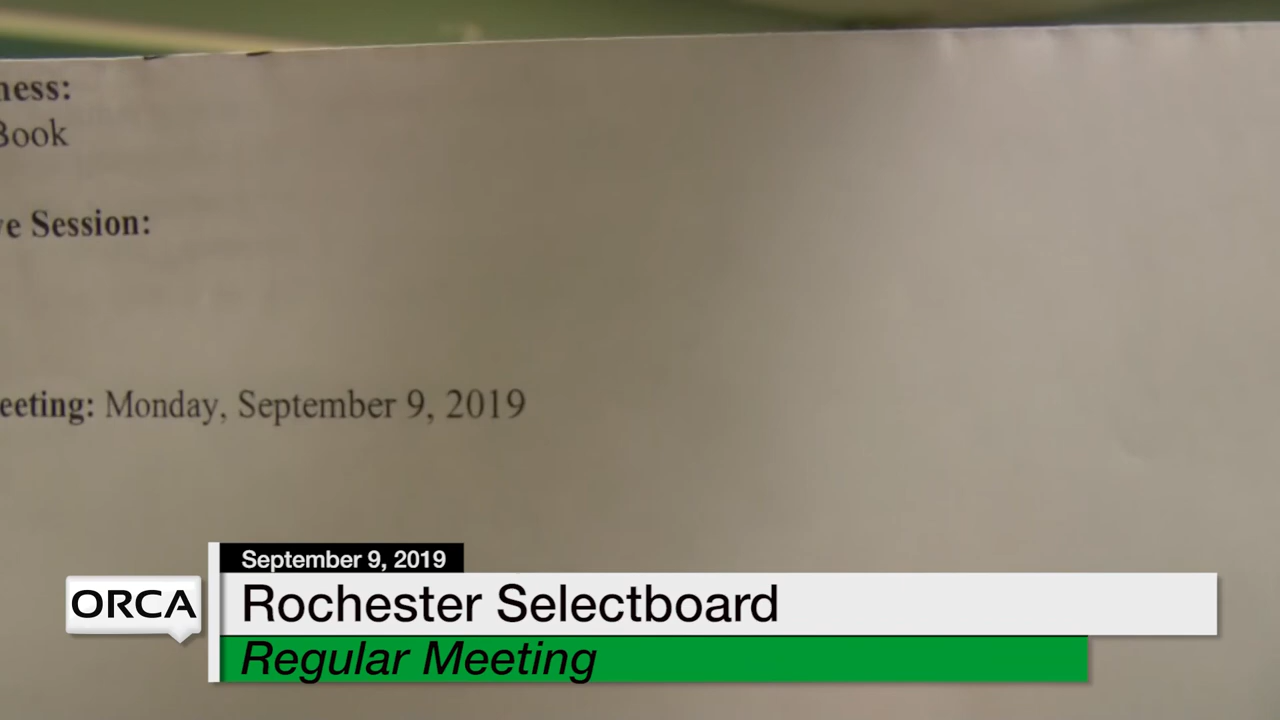 ness:
Book
ve Session:
eeting: Monday, September 9, 2019
September 9, 2019
ORCA
Rochester Selectboard
Regular Meeting